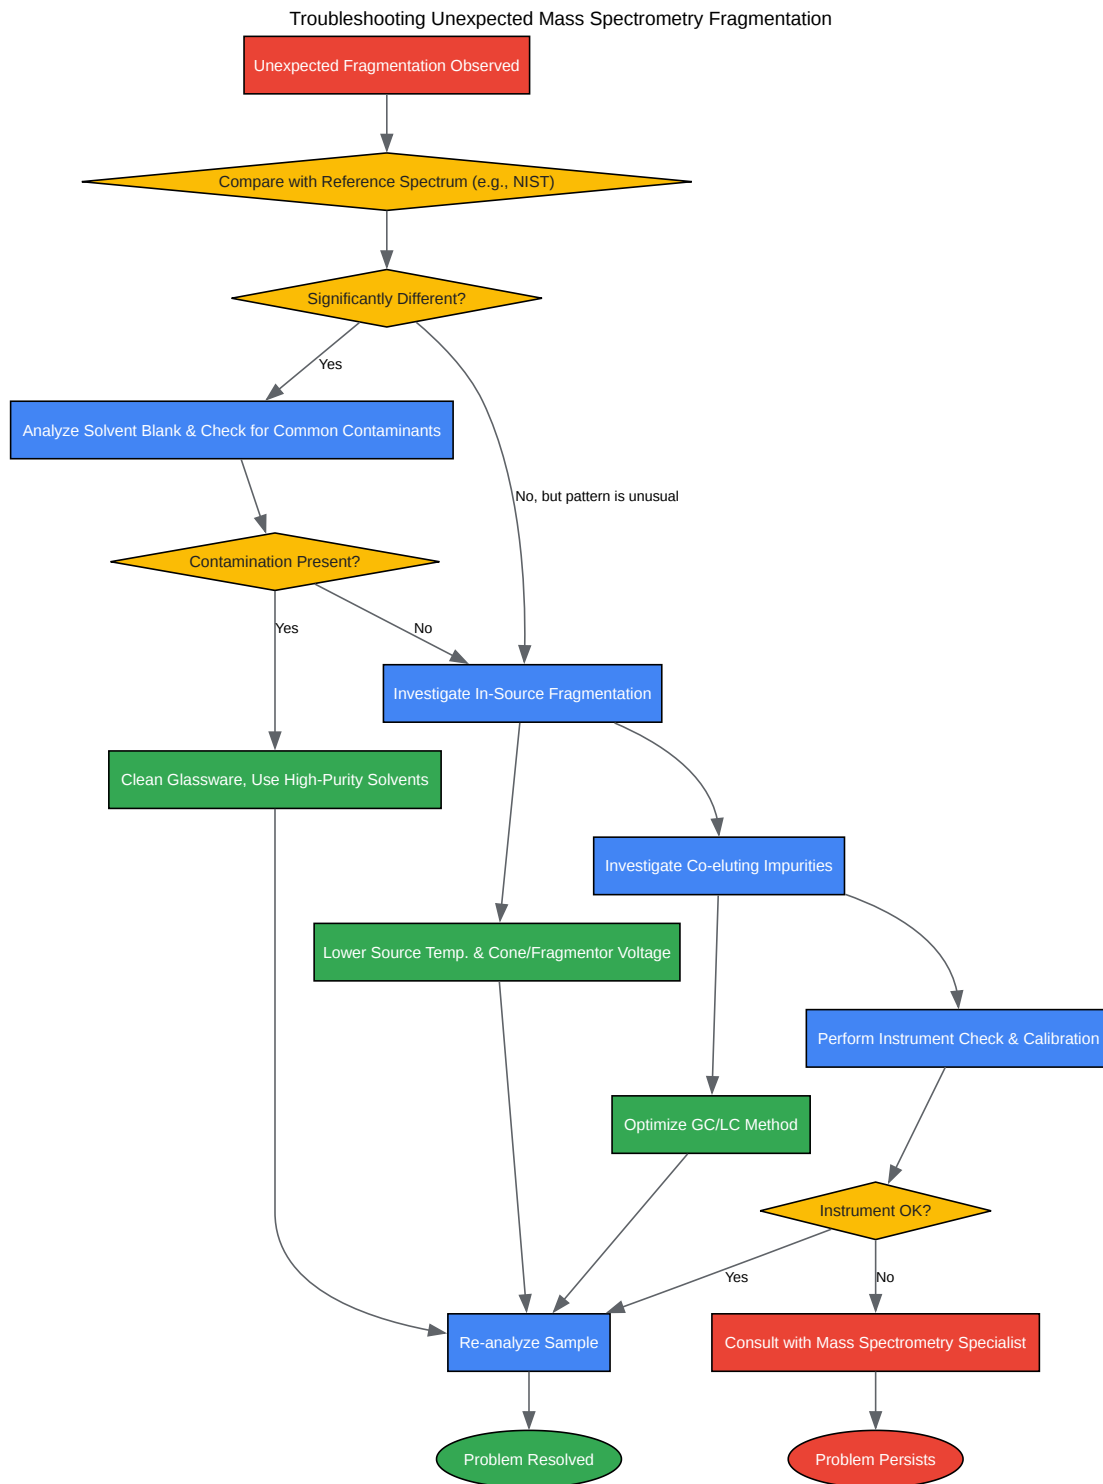 Troubleshooting Unexpected Mass Spectrometry Fragmentation
Unexpected Fragmentation Observed
Compare with Reference Spectrum (e.g., NIST)
Significantly Different?
Yes
Analyze Solvent Blank & Check for Common Contaminants
No, but pattern is unusual
Contamination Present?
Yes
No
Investigate In-Source Fragmentation
Clean Glassware, Use High-Purity Solvents
Investigate Co-eluting Impurities
Lower Source Temp. & Cone/Fragmentor Voltage
Perform Instrument Check & Calibration
Optimize GC/LC Method
Instrument OK?
Yes
No
Re-analyze Sample
Consult with Mass Spectrometry Specialist
Problem Resolved
Problem Persists